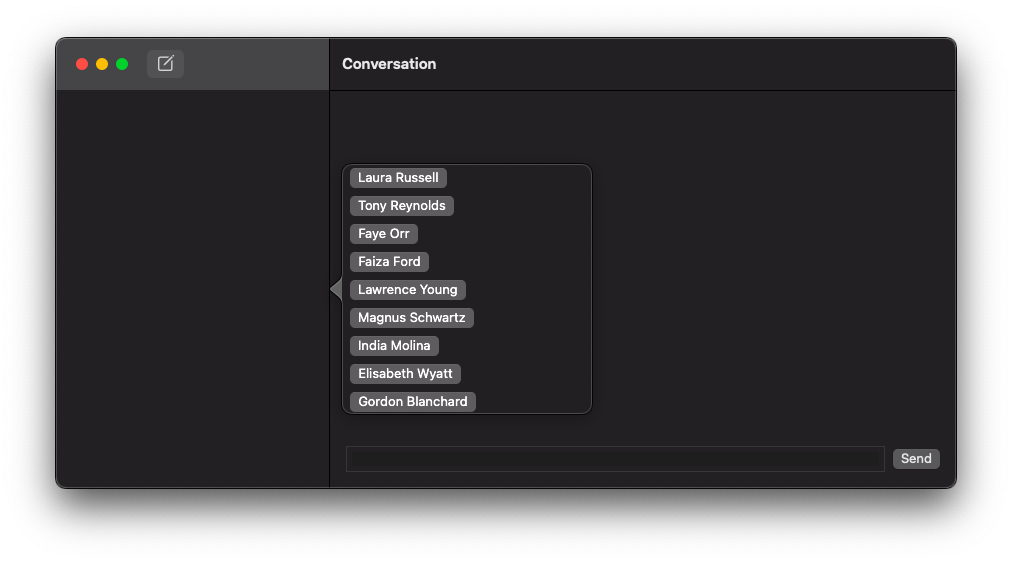 Conversation
Laura Russell
Tony Reynolds
Faye Orr
Faiza Ford
Lawrence Young
Magnus Schwartz
India Molina
Elisabeth Wyatt
Gordon Blanchard
Send